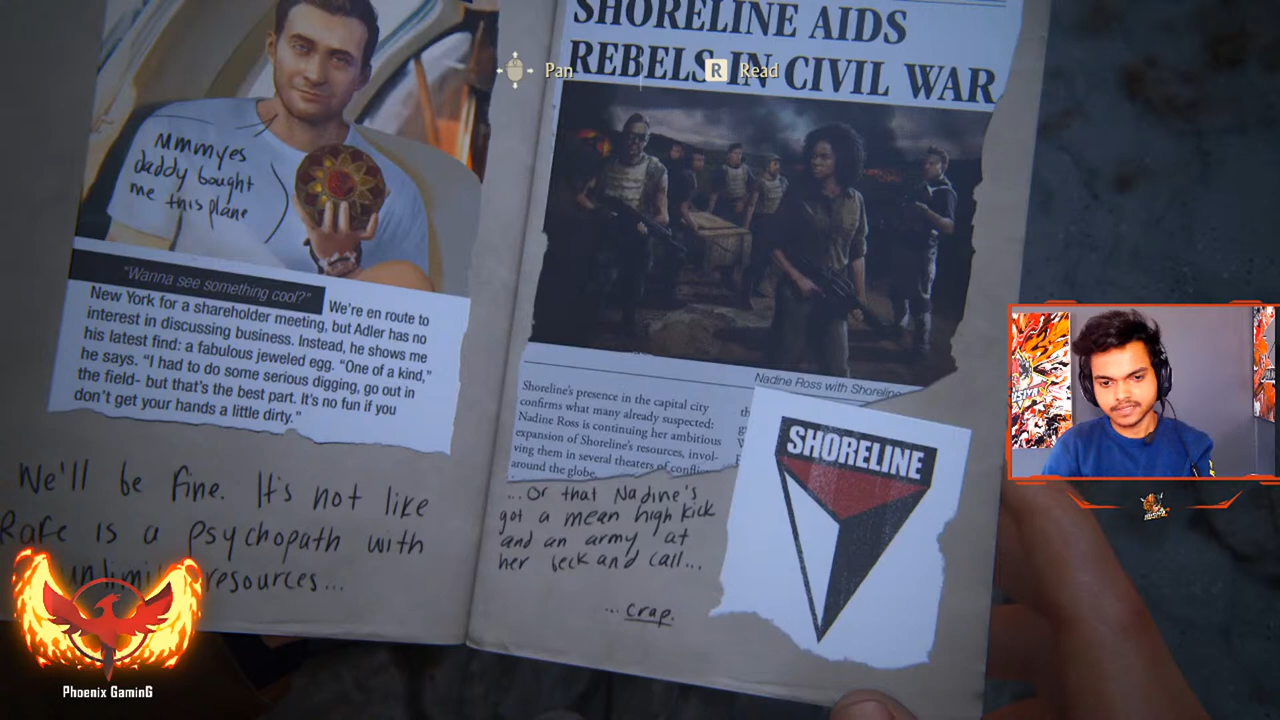 SHORELINE AIDS
REBELS IN CIVIL WAR
Pan
R Read
Mmmyes
daddy bought
me this plane
"Wanna see something cool?" We're en route to
New York for a shareholder meeting, but Adler has no
interest in discussing business. Instead, he shows me
his latest find: a fabulous jeweled egg. "One of a kind,"
he says. "I had to do some serious digging, go out in
the field- but that's the best part. It's no fun if you
don't get your hands a little dirty."
We'll be fine. It's not like
Rafe is a psychopath with
unlimited resources...
Nadine Ross with Shoreline
Shoreline's presence in the capital city
confirms what many already suspected:
Nadine Ross is continuing her ambitious
expansion of Shoreline's resources, invol-
ving them in several theaters of conflict
around the globe.
...Or that Nadine's
got a mean high kick
and an army at
her beck and call...
...crap.
SHORELINE
Phoenix GaminG